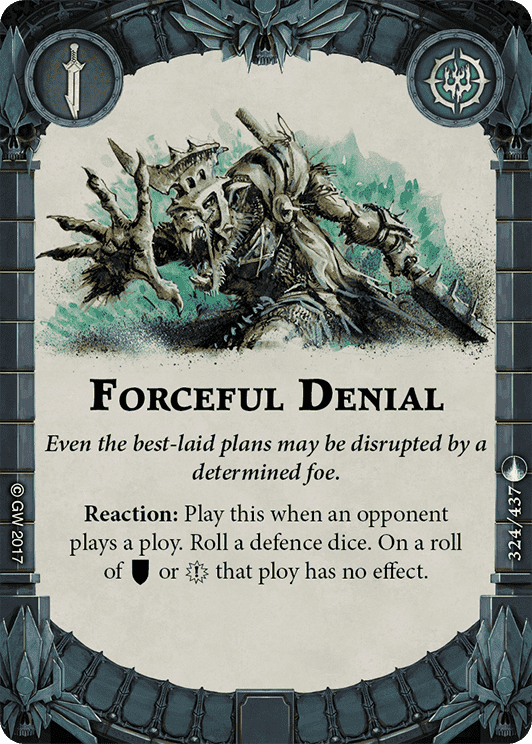 FORCEFUL DENIAL
Even the best-laid plans may be disrupted by a
determined foe.
Reaction: Play this when an opponent
plays a ploy. Roll a defence dice. On a roll
of or that ploy has no effect.
© GW 2017
324/437